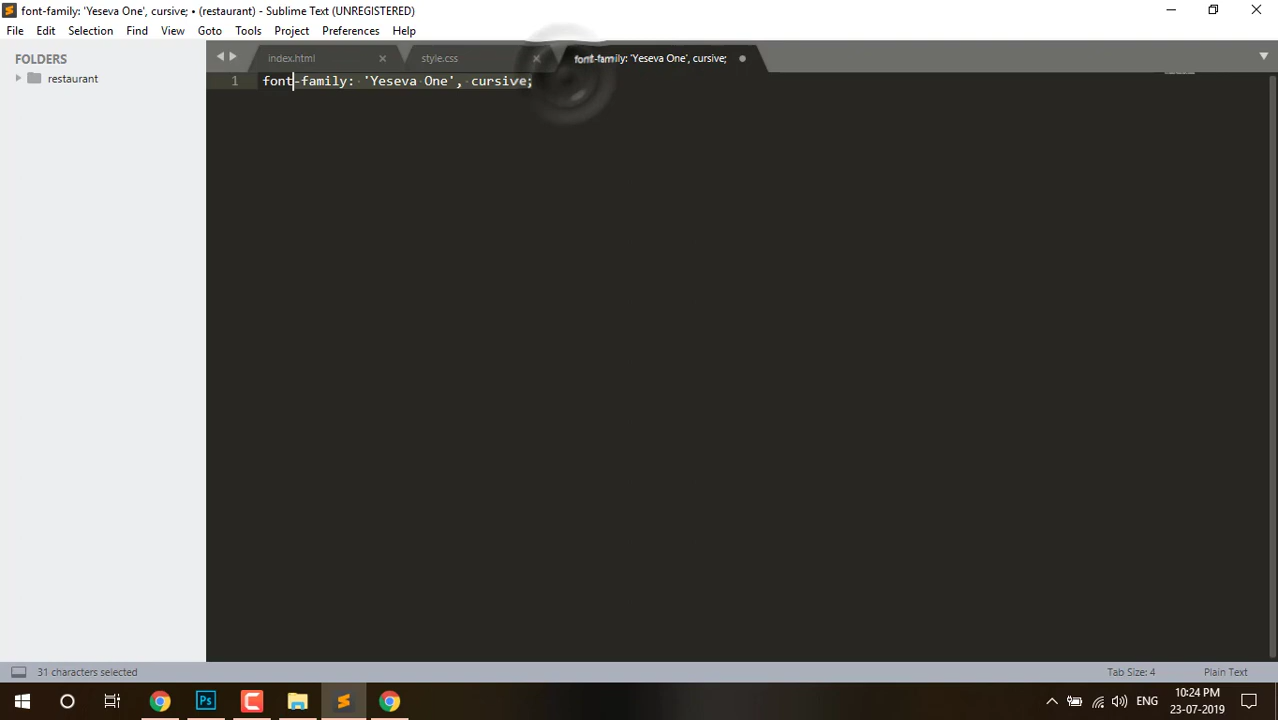 font-family: 'Yeseva One', cursive; • (restaurant) - Sublime Text (UNREGISTERED)
File Edit Selection Find View Goto Tools Project Preferences Help
FOLDERS
restaurant
index.html
style.css
font-family: 'Yeseva One', cursive;
1 font-family: 'Yeseva One', cursive;
31 characters selected
Tab Size: 4
Plain Text
Ps
ENG
10:24 PM
23-07-2019